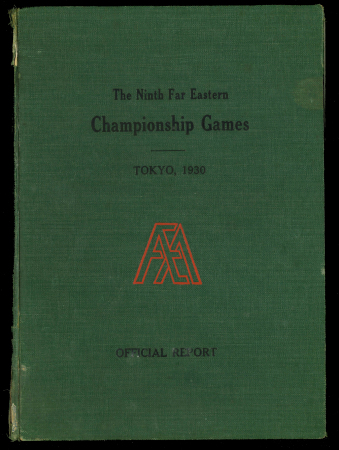 The Ninth Far Eastern
Championship Games
TOKYO, 1930
OFFICIAL REPORT